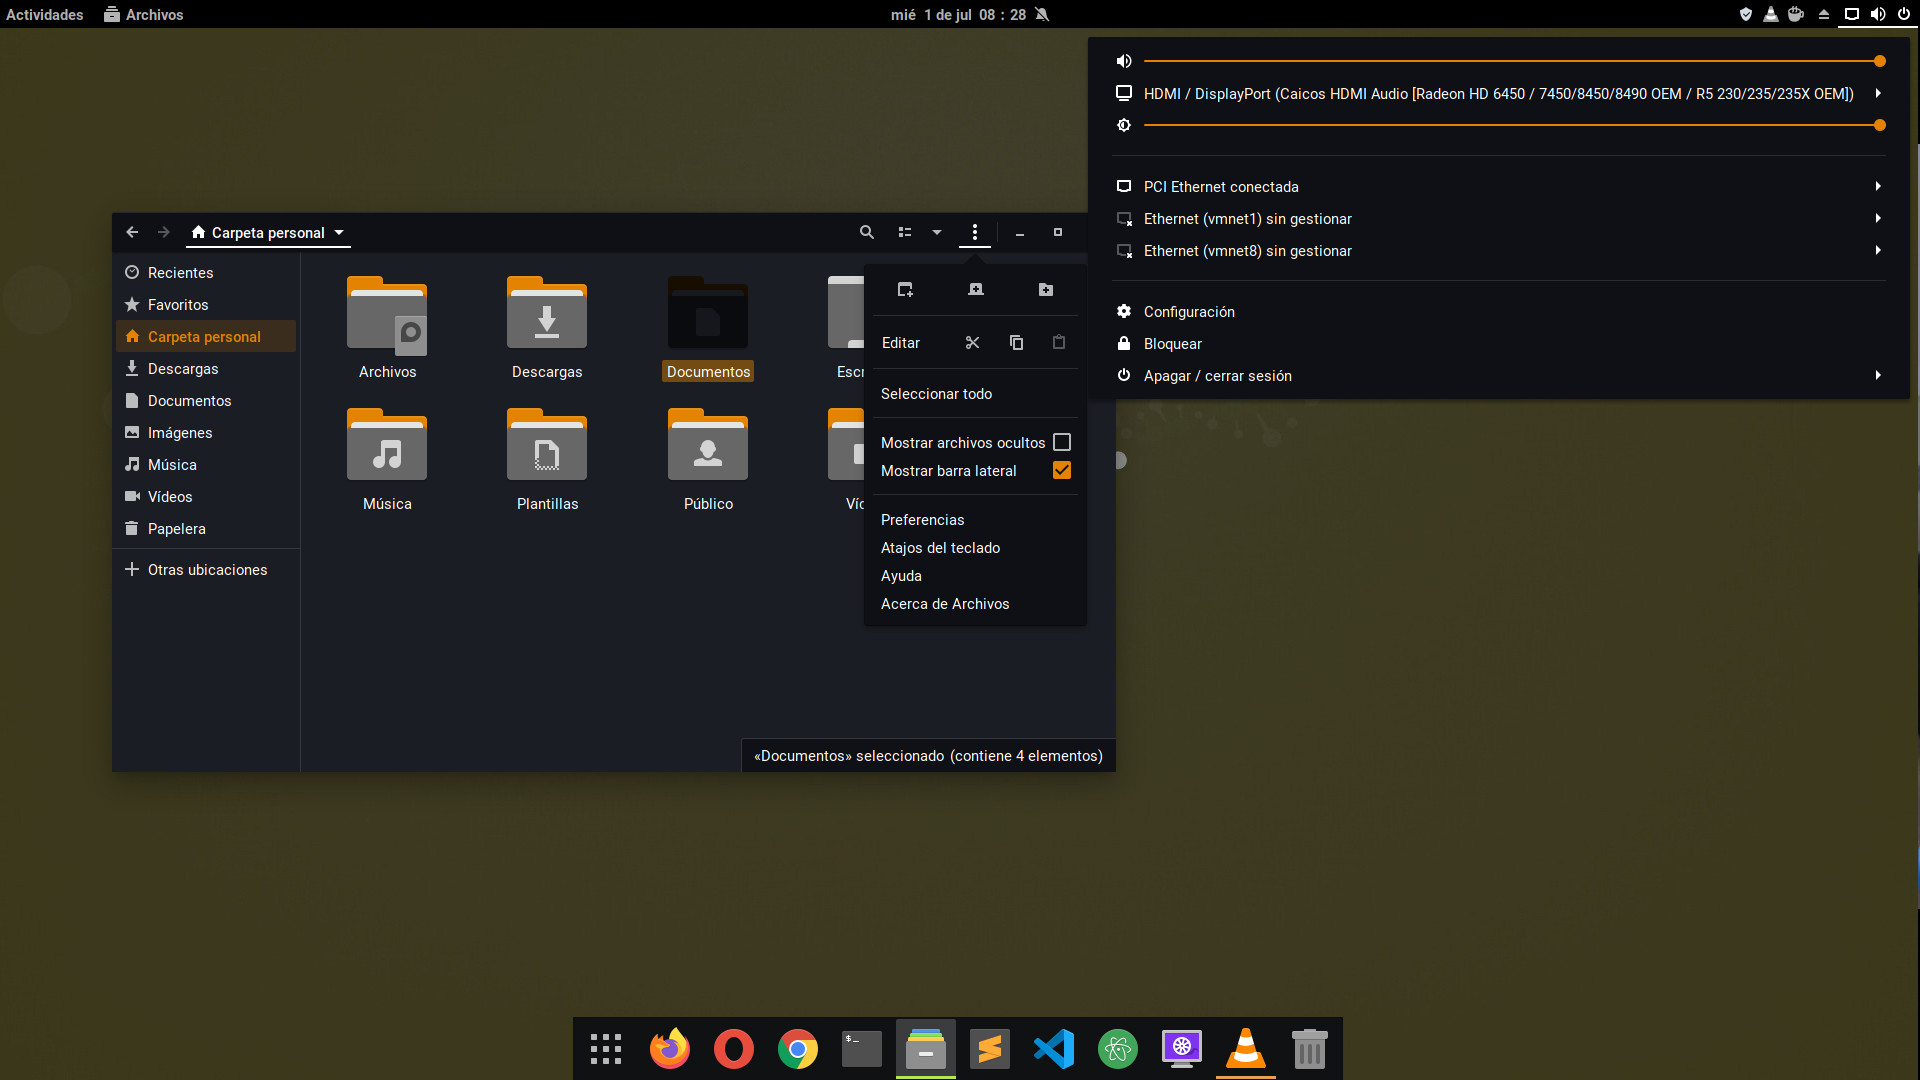 Actividades
Archivos
mié 1 de jul 08 : 28
HDMI / DisplayPort (Caicos HDMI Audio [Radeon HD 6450 / 7450/8450/8490 OEM / R5 230/235/235X OEM])
PCI Ethernet conectada
Ethernet (vmnet1) sin gestionar
Ethernet (vmnet8) sin gestionar
Configuración
Bloquear
Apagar / cerrar sesión
Carpeta personal
Recientes
Favoritos
Carpeta personal
Descargas
Documentos
Imágenes
Música
Vídeos
Papelera
Otras ubicaciones
Archivos
Descargas
Documentos
Escr
Música
Plantillas
Público
Víd
Editar
Seleccionar todo
Mostrar archivos ocultos
Mostrar barra lateral
Preferencias
Atajos del teclado
Ayuda
Acerca de Archivos
«Documentos» seleccionado (contiene 4 elementos)
$_